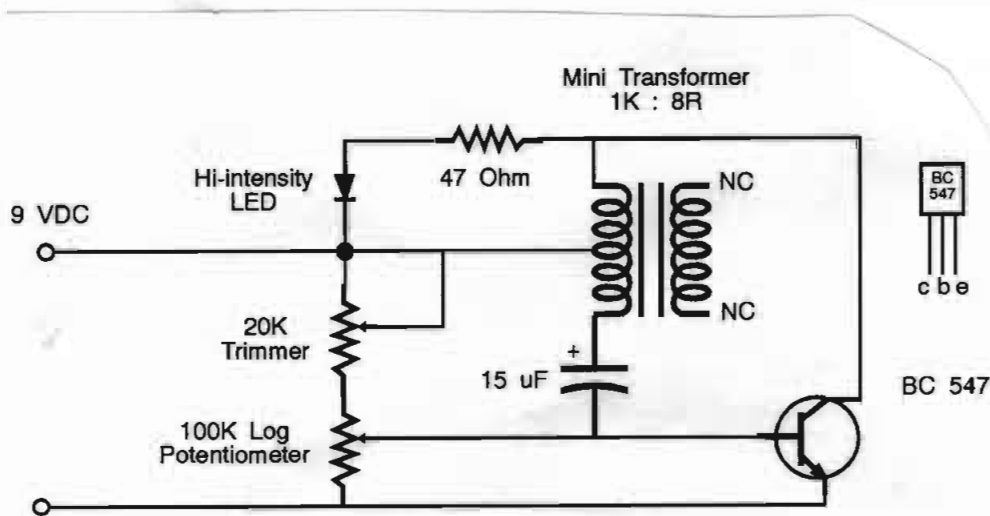 Mini Transformer
1K : 8R
Hi-intensity
LED
47 Ohm
NC
BC
547
9 VDC
NC
c b e
20K
Trimmer
15 uF
+
BC 547
100K Log
Potentiometer